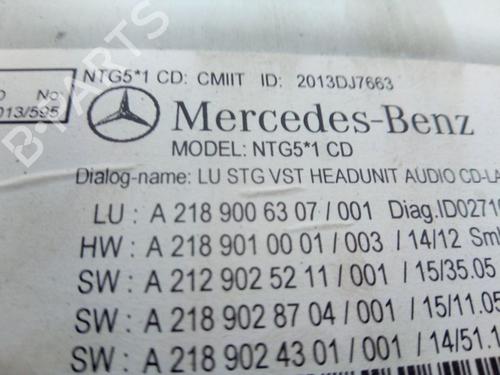 NTG5*1 CD: CMIIT ID: 2013DJ7663
No
013/595
Mercedes-Benz
MODEL: NTG5*1 CD
Dialog-name: LU STG VST HEADUNIT AUDIO CD-LA
LU : A 218 900 63 07 / 001 Diag.ID02710
HW : A 218 901 00 01 / 003 / 14/12 Sm
SW : A 212 902 52 11 / 001 / 15/35.05
SW : A 218 902 87 04 / 001 / 15/11.05
SW : A 218 902 43 01 / 001 / 14/51.1
B-PARTS